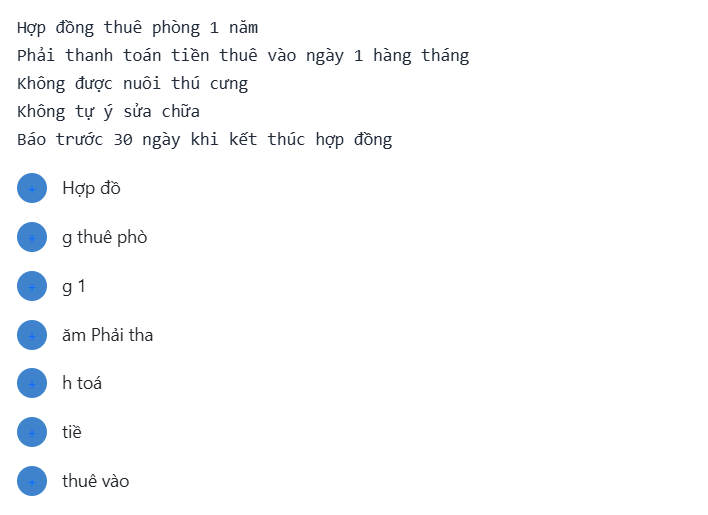 Hợp đồng thuê phòng 1 năm
Phải thanh toán tiền thuê vào ngày 1 hàng tháng
Không được nuôi thú cưng
Không tự ý sửa chữa
Báo trước 30 ngày khi kết thúc hợp đồng
+ Hợp đồ
+ g thuê phò
+ g 1
+ ăm Phải tha
+ h toá
+ tiề
+ thuê vào